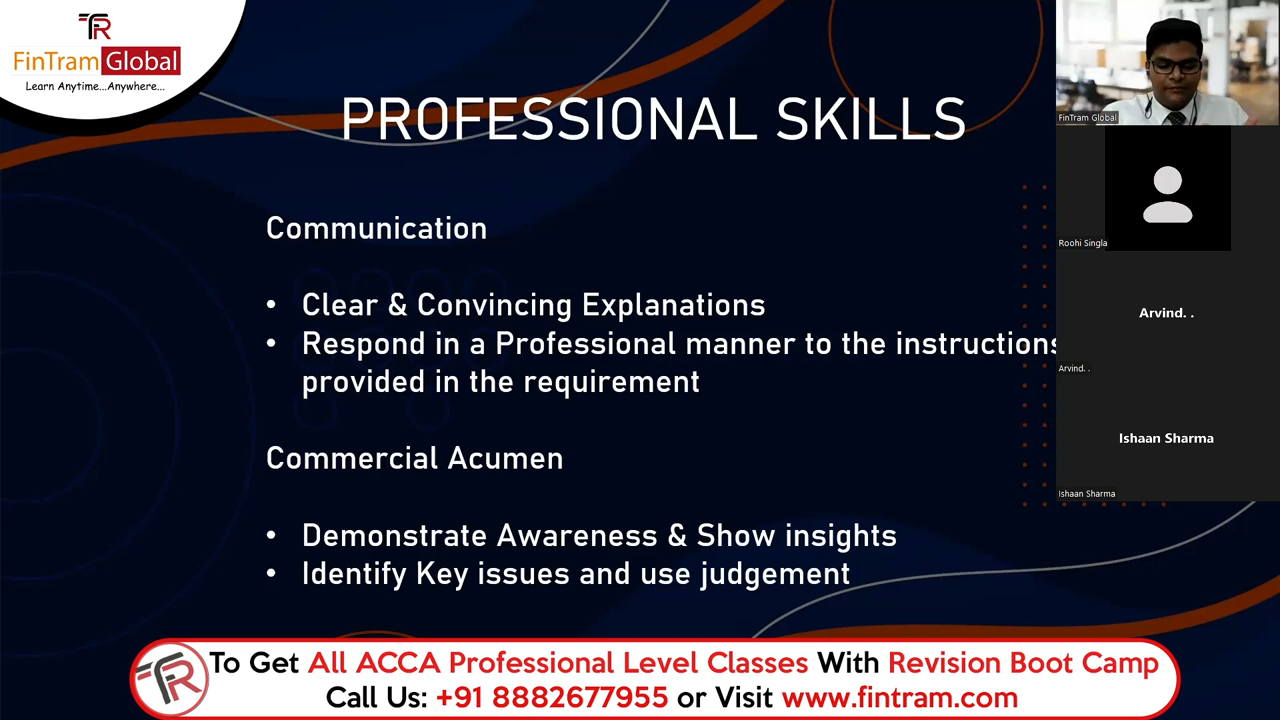 FR
FinTram Global
Learn Anytime...Anywhere...
PROFESSIONAL SKILLS
Communication
• Clear & Convincing Explanations
• Respond in a Professional manner to the instructions
provided in the requirement
Commercial Acumen
• Demonstrate Awareness & Show insights
• Identify Key issues and use judgement
FinTram Global
Roohi Singla
Arvind. .
Arvind. .
Ishaan Sharma
Ishaan Sharma
FR
To Get All ACCA Professional Level Classes With Revision Boot Camp
Call Us: +91 8882677955 or Visit www.fintram.com